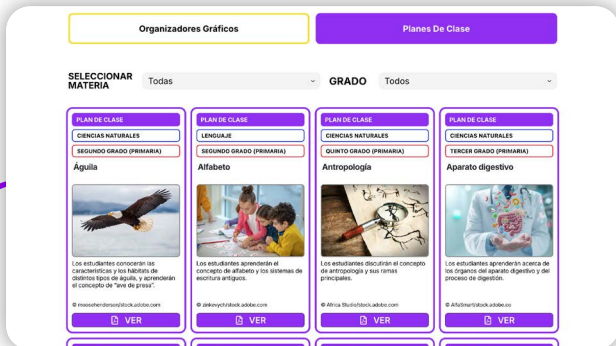 Organizadores Gráficos
Planes De Clase
SELECCIONAR
MATERIA
Todas
GRADO
Todos
PLAN DE CLASE
CIENCIAS NATURALES
SEGUNDO GRADO (PRIMARIA)
Águila
Los estudiantes conocerán las
características y los hábitats de
distintos tipos de águila, y aprenderán
el concepto de "ave de presa".
© moosehenderson/stock.adobe.com
VER
PLAN DE CLASE
LENGUAJE
SEGUNDO GRADO (PRIMARIA)
Alfabeto
Los estudiantes aprenderán el
concepto de alfabeto y los sistemas de
escritura antiguos.
© zinkevych/stock.adobe.com
VER
PLAN DE CLASE
CIENCIAS NATURALES
QUINTO GRADO (PRIMARIA)
Antropología
Los estudiantes discutirán el concepto
de antropología y sus ramas
principales.
© Africa Studio/stock.adobe.com
VER
PLAN DE CLASE
CIENCIAS NATURALES
TERCER GRADO (PRIMARIA)
Aparato digestivo
Los estudiantes aprenderán acerca de
los órganos del aparato digestivo y del
proceso de digestión.
© AlfaSmart/stock.adobe.co
VER